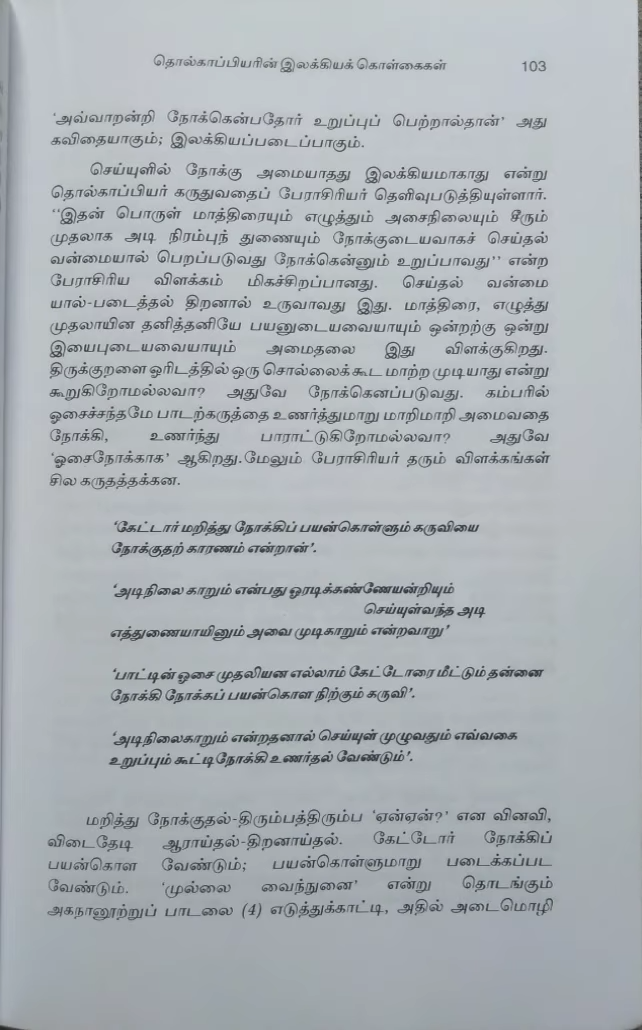 தொல்காப்பியரின் இலக்கியக் கொள்கைகள் 103
‘அவ்வாறன்றி நோக்கென்பதோர் உறுப்புப் பெற்றால்தான்’ அது
கவிதையாகும்; இலக்கியப்படைப்பாகும்.
செய்யுளில் நோக்கு அமையாதது இலக்கியமாகாது என்று
தொல்காப்பியர் கருதுவதைப் பேராசிரியர் தெளிவுபடுத்தியுள்ளார்.
‘‘இதன் பொருள் மாத்திரையும் எழுத்தும் அசைநிலையும் சீரும்
முதலாக அடி நிரம்புந் துணையும் நோக்குடையவாகச் செய்தல்
வன்மையால் பெறப்படுவது நோக்கென்னும் உறுப்பாவது’’ என்ற
பேராசிரிய விளக்கம் மிகச்சிறப்பானது. செய்தல் வன்மை
யால்-படைத்தல் திறனால் உருவாவது இது. மாத்திரை, எழுத்து
முதலாயின தனித்தனியே பயனுடையவையாயும் ஒன்றற்கு ஒன்று
இயைபுடையவையாயும் அமைதலை இது விளக்குகிறது.
திருக்குறளை ஓரிடத்தில் ஒரு சொல்லைக்கூட மாற்ற முடியாது என்று
கூறுகிறோமல்லவா? அதுவே நோக்கெனப்படுவது. கம்பரில்
ஓசைச்சந்தமே பாடற்கருத்தை உணர்த்துமாறு மாறிமாறி அமைவதை
நோக்கி, உணர்ந்து பாராட்டுகிறோமல்லவா? அதுவே
‘ஓசைநோக்காக’ ஆகிறது.மேலும் பேராசிரியர் தரும் விளக்கங்கள்
சில கருதத்தக்கன.
‘கேட்டார் மறித்து நோக்கிப் பயன்கொள்ளும் கருவியை
நோக்குதற் காரணம் என்றான்’.
‘அடிநிலை காறும் என்பது ஓரடிக்கண்ணேயன்றியும்
செய்யுள்வந்த அடி
எத்துணையாயினும் அவை முடிகாறும் என்றவாறு’
‘பாட்டின் ஓசை முதலியன எல்லாம் கேட்டோரை மீட்டும் தன்னை
நோக்கி நோக்கப் பயன்கொள நிற்கும் கருவி’.
‘அடிநிலைகாறும் என்றதனால் செய்யுள் முழுவதும் எவ்வகை
உறுப்பும் கூட்டிநோக்கி உணர்தல் வேண்டும்’.
மறித்து நோக்குதல்-திரும்பத்திரும்ப ‘ஏன்ஏன்?’ என வினவி,
விடைதேடி ஆராய்தல்-திறனாய்தல். கேட்டோர் நோக்கிப்
பயன்கொள வேண்டும்; பயன்கொள்ளுமாறு படைக்கப்பட
வேண்டும். ‘முல்லை வைந்நுனை’ என்று தொடங்கும்
அகநானூற்றுப் பாடலை (4) எடுத்துக்காட்டி, அதில் அடைமொழி